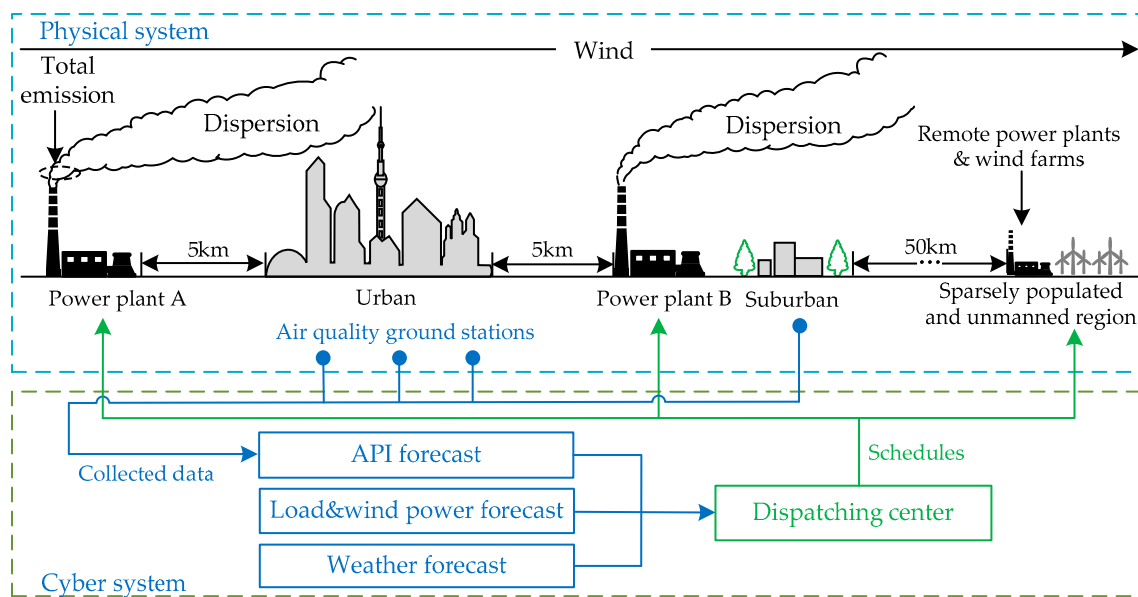 Physical system
Wind
Total
emission
Dispersion
Dispersion
Remote power plants
& wind farms
5km
5km
50km
Power plant A
Urban
Power plant B
Suburban
Sparsely populated
and unmanned region
Air quality ground stations
Collected data
API forecast
Load&wind power forecast
Weather forecast
Schedules
Dispatching center
Cyber system